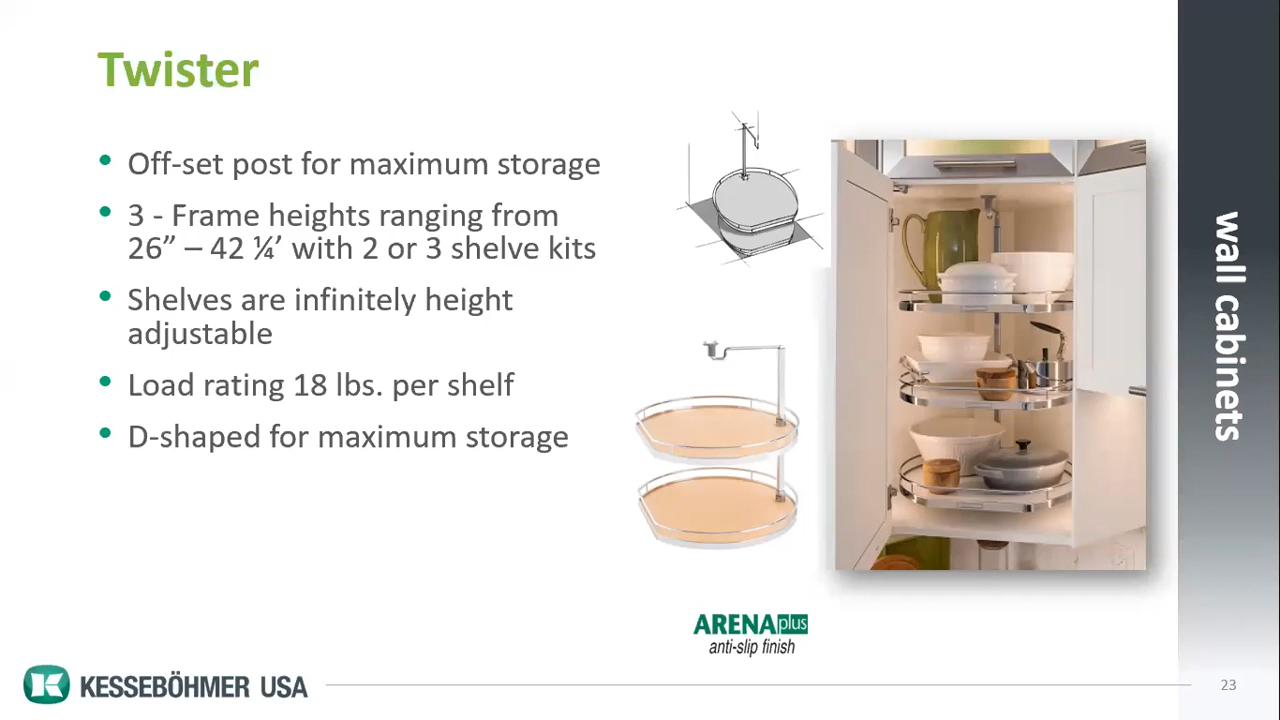 Twister
• Off-set post for maximum storage
• 3 - Frame heights ranging from
26” – 42 ¼’ with 2 or 3 shelve kits
• Shelves are infinitely height
adjustable
• Load rating 18 lbs. per shelf
• D-shaped for maximum storage
wall cabinets
ARENA plus
anti-slip finish
KESSEBÖHMER USA
23